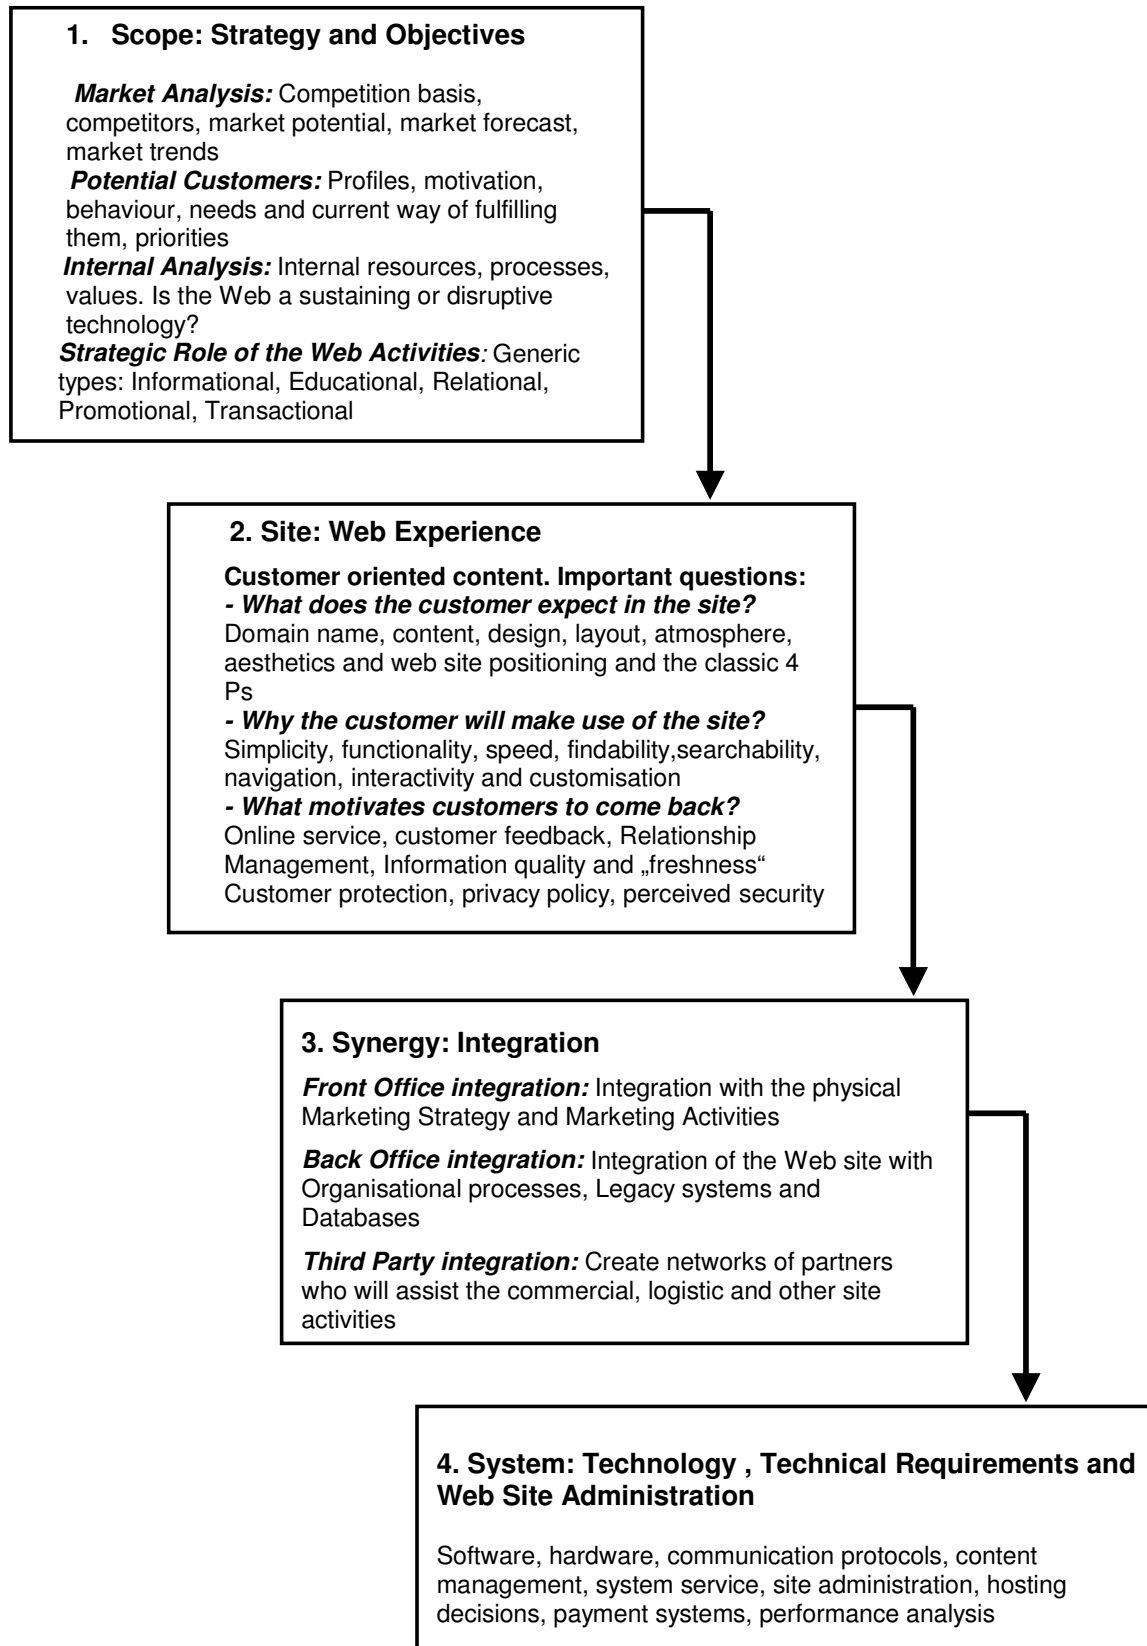 1. Scope: Strategy and Objectives
Market Analysis: Competition basis,
competitors, market potential, market forecast,
market trends
Potential Customers: Profiles, motivation,
behaviour, needs and current way of fulfilling
them, priorities
Internal Analysis: Internal resources, processes,
values. Is the Web a sustaining or disruptive
technology?
Strategic Role of the Web Activities: Generic
types: Informational, Educational, Relational,
Promotional, Transactional
2. Site: Web Experience
Customer oriented content. Important questions:
- What does the customer expect in the site?
Domain name, content, design, layout, atmosphere,
aesthetics and web site positioning and the classic 4
Ps
- Why the customer will make use of the site?
Simplicity, functionality, speed, findability,searchability,
navigation, interactivity and customisation
- What motivates customers to come back?
Online service, customer feedback, Relationship
Management, Information quality and „freshness“
Customer protection, privacy policy, perceived security
3. Synergy: Integration
Front Office integration: Integration with the physical
Marketing Strategy and Marketing Activities
Back Office integration: Integration of the Web site with
Organisational processes, Legacy systems and
Databases
Third Party integration: Create networks of partners
who will assist the commercial, logistic and other site
activities
4. System: Technology , Technical Requirements and
Web Site Administration
Software, hardware, communication protocols, content
management, system service, site administration, hosting
decisions, payment systems, performance analysis